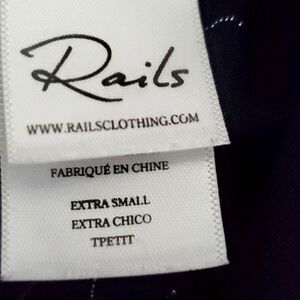 Rails
WWW.RAILSCLOTHING.COM
FABRIQUÉ EN CHINE
EXTRA SMALL
EXTRA CHICO
TPETIT